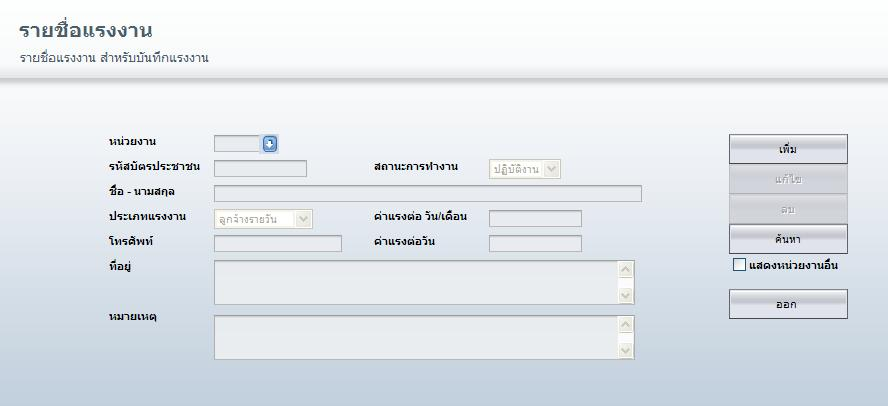 รายชื่อแรงงาน
รายชื่อแรงงาน สำหรับบันทึกแรงงาน
หน่วยงาน
รหัสบัตรประชาชน
สถานะการทำงาน ปฏิบัติงาน
ชื่อ - นามสกุล
ประเภทแรงงาน ลูกจ้างรายวัน
ค่าแรงต่อ วัน/เดือน
โทรศัพท์
ค่าแรงต่อวัน
ที่อยู่
หมายเหตุ
เพิ่ม
แก้ไข
ลบ
ค้นหา
แสดงหน่วยงานอื่น
ออก